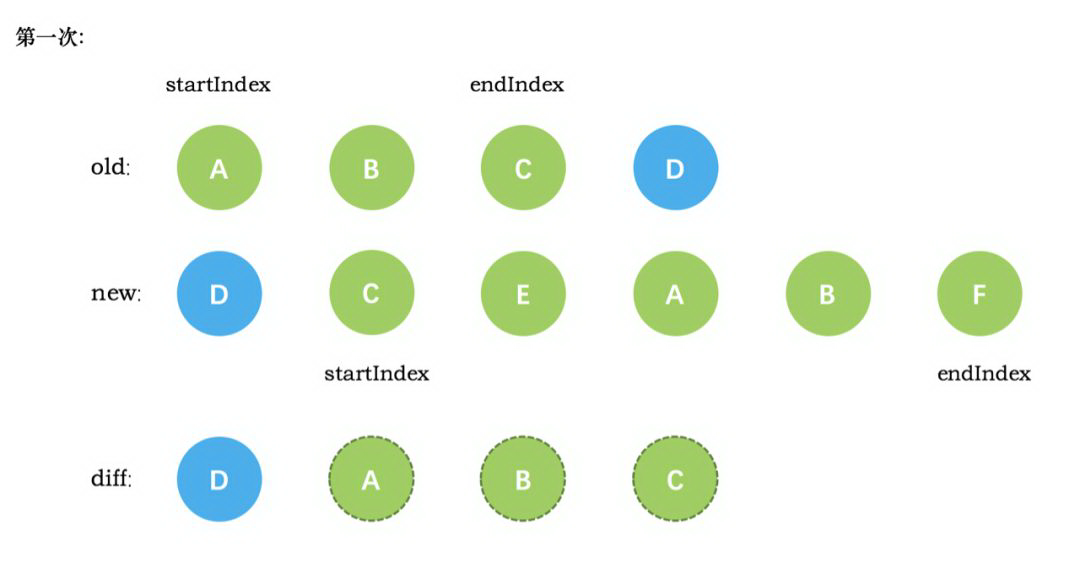 第一次:
startIndex endIndex
old: A B C D
new: D C E A B F
startIndex endIndex
diff: D A B C